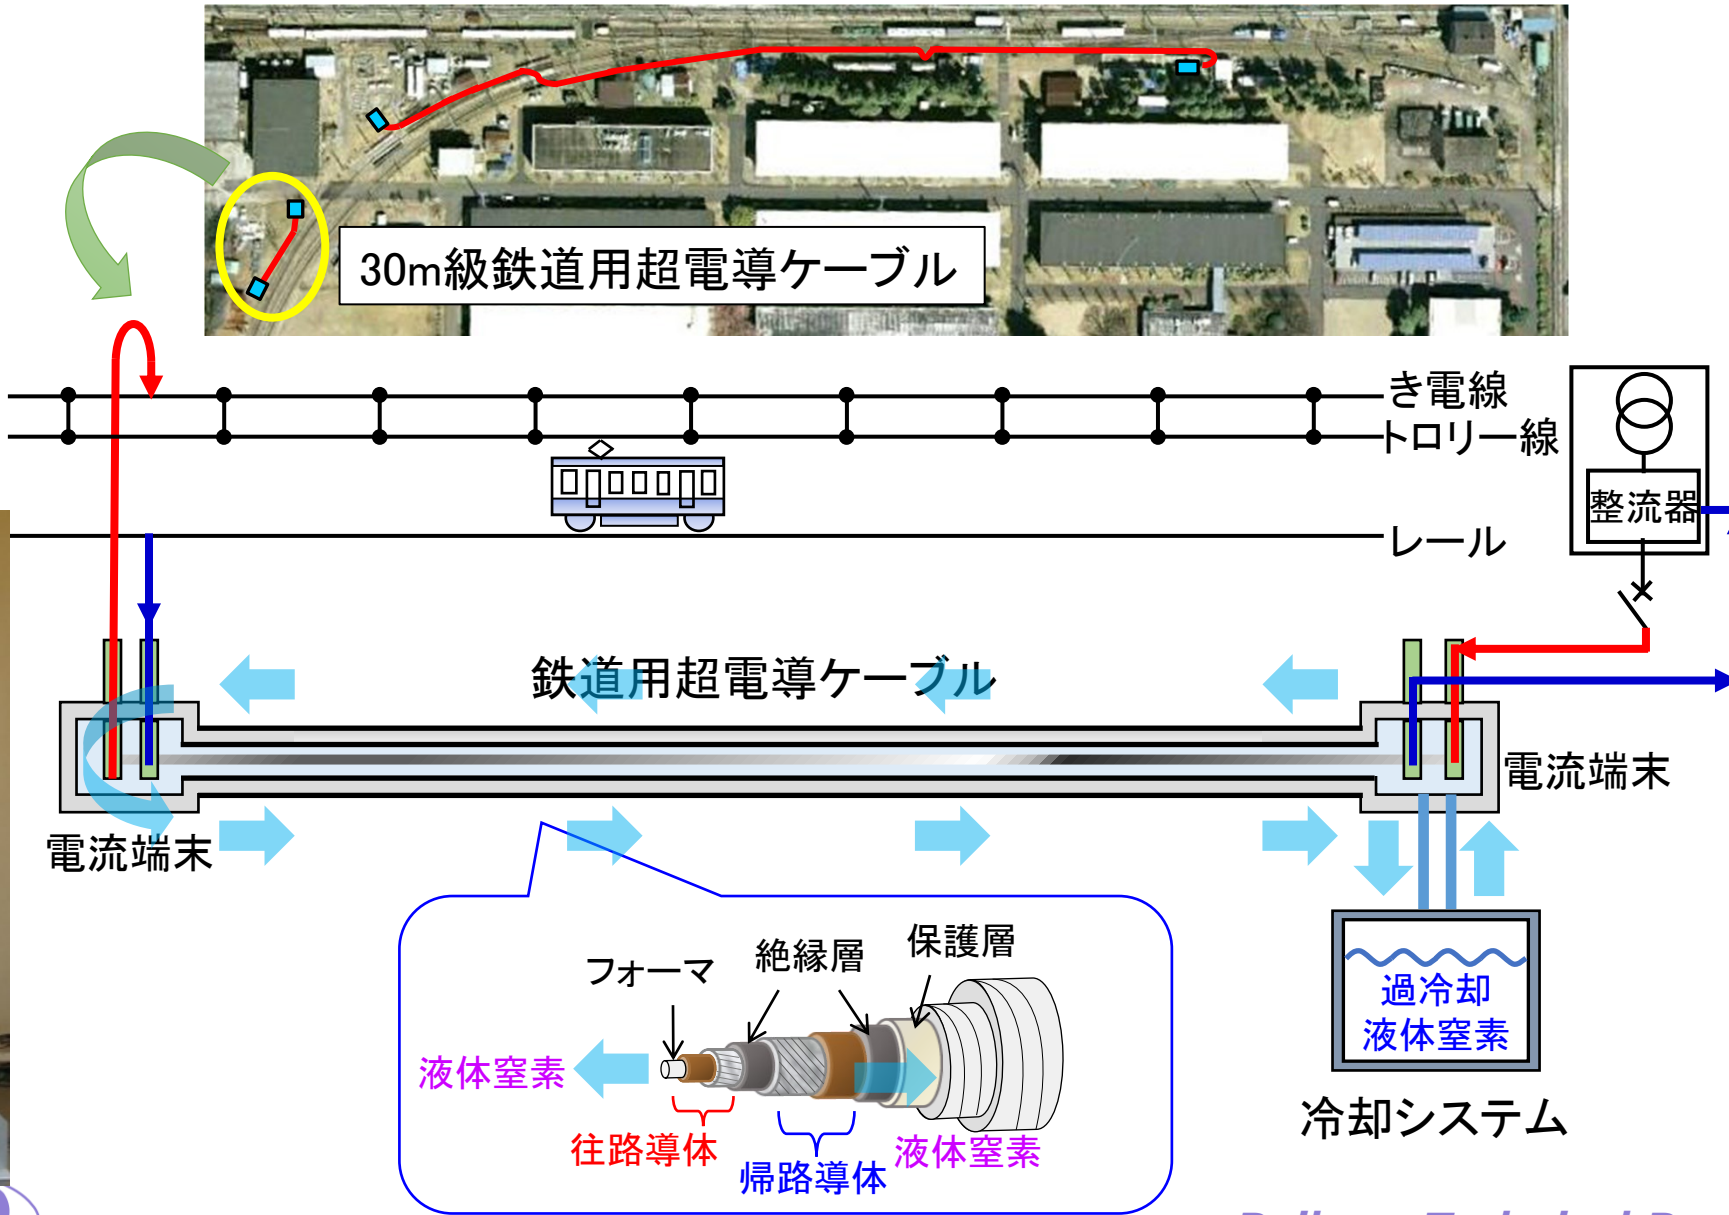 30m級鉄道用超電導ケーブル
き電線
トロリー線
整流器
レール
鉄道用超電導ケーブル
電流端末
電流端末
フォーマ
絶縁層
保護層
液体窒素
往路導体
帰路導体
液体窒素
過冷却
液体窒素
冷却システム